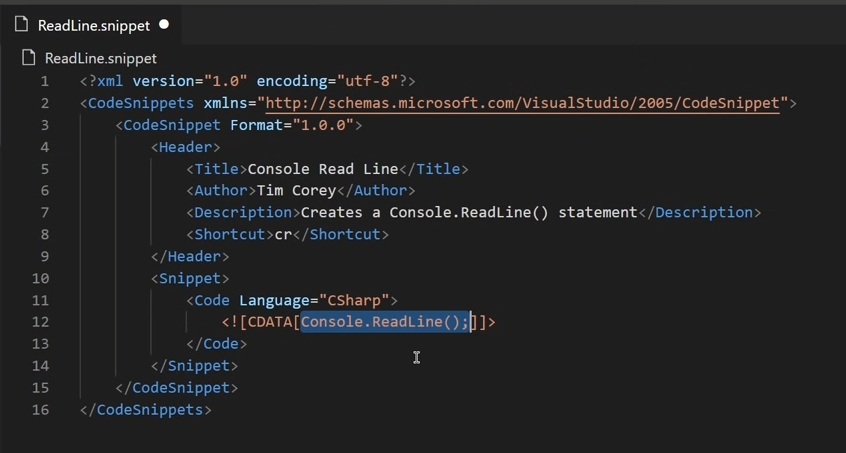 ReadLine.snippet ●
ReadLine.snippet
1 <?xml version="1.0" encoding="utf-8"?>
2 <CodeSnippets xmlns="http://schemas.microsoft.com/VisualStudio/2005/CodeSnippet">
3 <CodeSnippet Format="1.0.0">
4 <Header>
5 <Title>Console Read Line</Title>
6 <Author>Tim Corey</Author>
7 <Description>Creates a Console.ReadLine() statement</Description>
8 <Shortcut>cr</Shortcut>
9 </Header>
10 <Snippet>
11 <Code Language="CSharp">
12 <![CDATA[Console.ReadLine();]]>
13 </Code>
14 </Snippet>
15 </CodeSnippet>
16 </CodeSnippets>